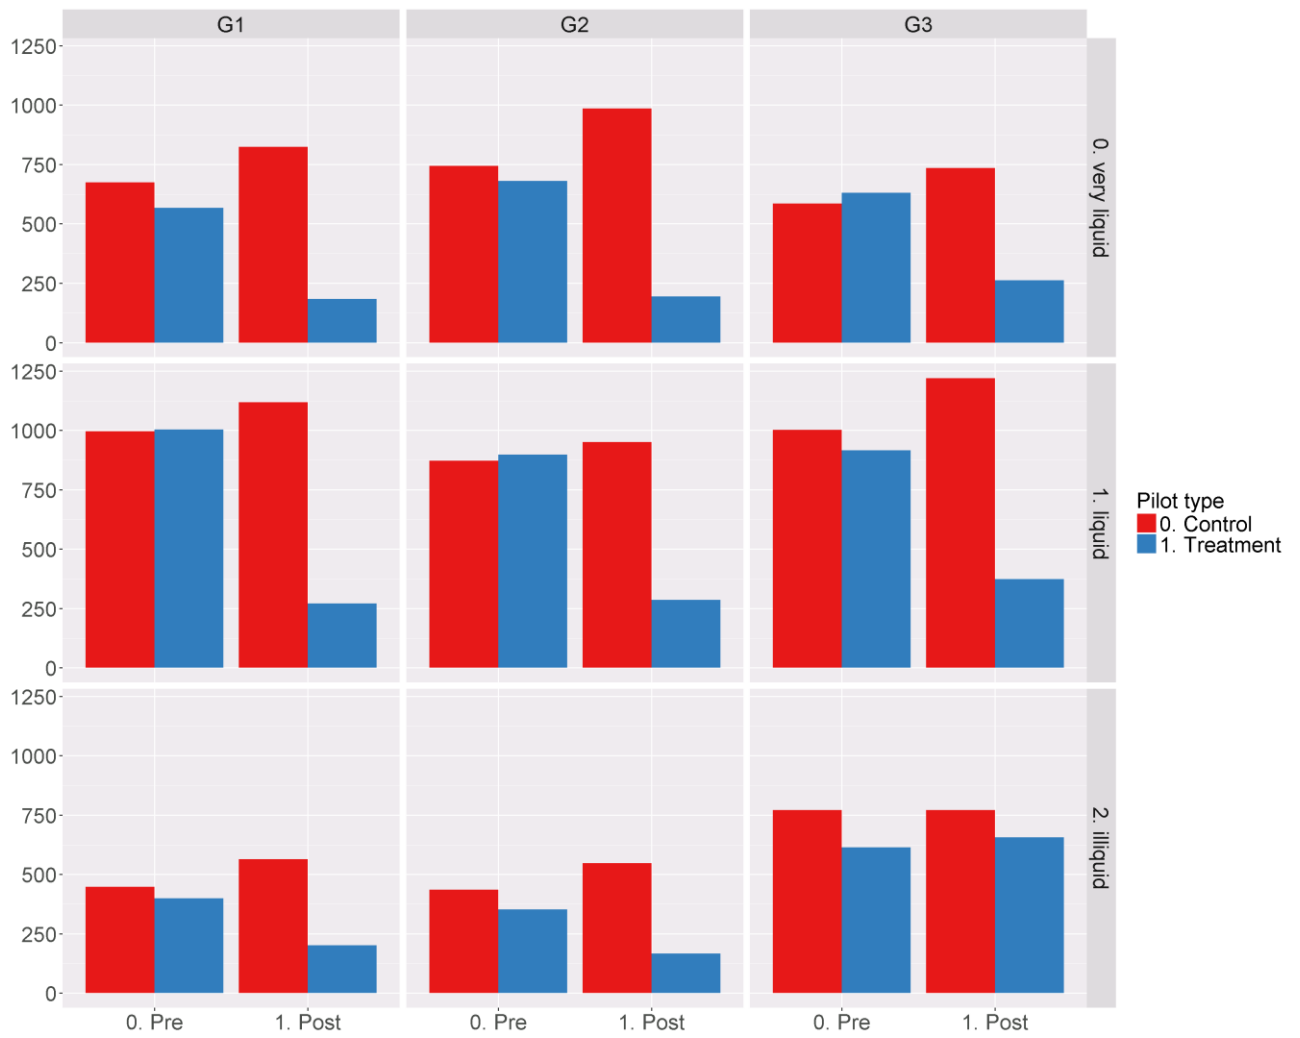 G1 G2 G3
1250
1000
750
500
250
0
0. very liquid
1250
1000
750
500
250
0
1. liquid
1250
1000
750
500
250
0
2. illiquid
0. Pre 1. Post 0. Pre 1. Post 0. Pre 1. Post
Pilot type
0. Control
1. Treatment